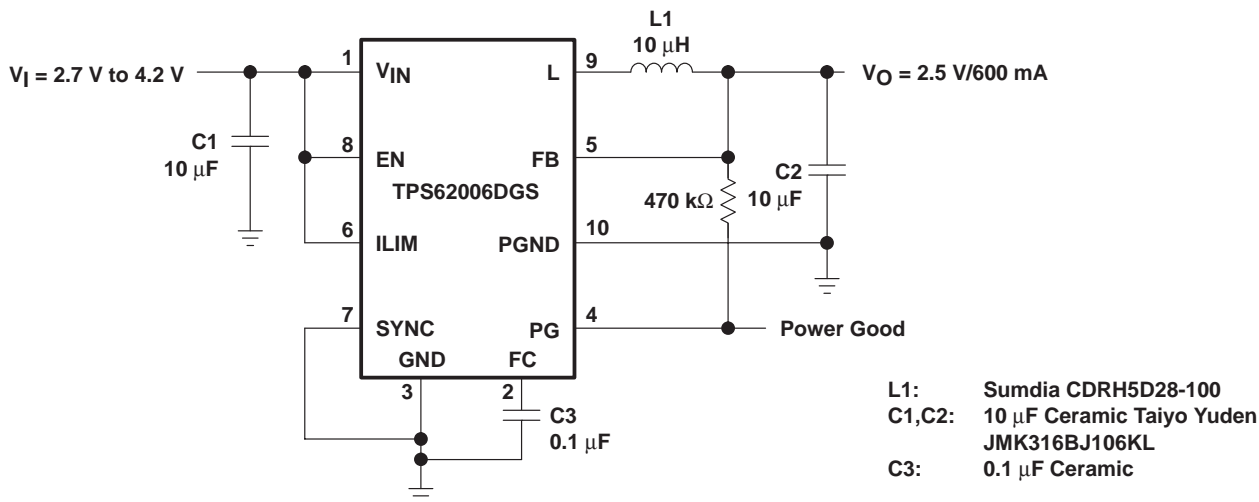 L1
10 μH
VI = 2.7 V to 4.2 V
1
VIN
L
9
VO = 2.5 V/600 mA
C1
10 μF
8
EN
FB
5
C2
10 μF
TPS62006DGS
470 kΩ
6
ILIM
PGND
10
7
SYNC
PG
4
Power Good
GND
FC
3
2
C3
0.1 μF
L1: Sumdia CDRH5D28-100
C1,C2: 10 μF Ceramic Taiyo Yuden
JMK316BJ106KL
C3: 0.1 μF Ceramic